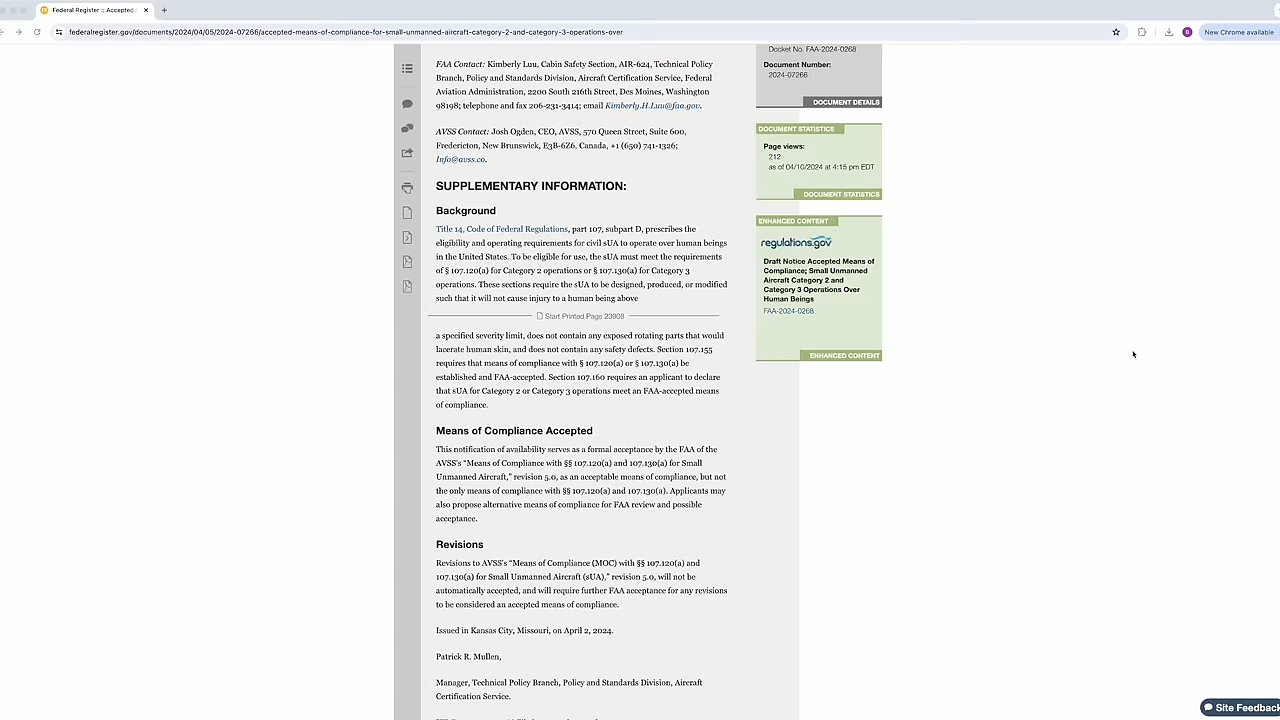 Federal Register :: Accepted
federalregister.gov/documents/2024/04/05/2024-07266/accepted-means-of-compliance-for-small-unmanned-aircraft-category-2-and-category-3-operations-over
B
New Chrome available
FAA Contact: Kimberly Luu, Cabin Safety Section, AIR-624, Technical Policy
Branch, Policy and Standards Division, Aircraft Certification Service, Federal
Aviation Administration, 2200 South 216th Street, Des Moines, Washington
98198; telephone and fax 206-231-3414; email Kimberly.H.Luu@faa.gov.
AVSS Contact: Josh Ogden, CEO, AVSS, 570 Queen Street, Suite 600,
Fredericton, New Brunswick, E3B-6Z6, Canada, +1 (650) 741-1326;
Info@avss.co.
SUPPLEMENTARY INFORMATION:
Background
Title 14, Code of Federal Regulations, part 107, subpart D, prescribes the
eligibility and operating requirements for civil sUA to operate over human beings
in the United States. To be eligible for use, the sUA must meet the requirements
of § 107.120(a) for Category 2 operations or § 107.130(a) for Category 3
operations. These sections require the sUA to be designed, produced, or modified
such that it will not cause injury to a human being above
Start Printed Page 23908
a specified severity limit, does not contain any exposed rotating parts that would
lacerate human skin, and does not contain any safety defects. Section 107.155
requires that means of compliance with § 107.120(a) or § 107.130(a) be
established and FAA-accepted. Section 107.160 requires an applicant to declare
that sUA for Category 2 or Category 3 operations meet an FAA-accepted means
of compliance.
Means of Compliance Accepted
This notification of availability serves as a formal acceptance by the FAA of the
AVSS's “Means of Compliance with §§ 107.120(a) and 107.130(a) for Small
Unmanned Aircraft,” revision 5.0, as an acceptable means of compliance, but not
the only means of compliance with §§ 107.120(a) and 107.130(a). Applicants may
also propose alternative means of compliance for FAA review and possible
acceptance.
Revisions
Revisions to AVSS's “Means of Compliance (MOC) with §§ 107.120(a) and
107.130(a) for Small Unmanned Aircraft (sUA),” revision 5.0, will not be
automatically accepted, and will require further FAA acceptance for any revisions
to be considered an accepted means of compliance.
Issued in Kansas City, Missouri, on April 2, 2024.
Patrick R. Mullen,
Manager, Technical Policy Branch, Policy and Standards Division, Aircraft
Certification Service.
Docket No. FAA-2024-0268
Document Number:
2024-07266
DOCUMENT DETAILS
DOCUMENT STATISTICS
Page views:
212
as of 04/10/2024 at 4:15 pm EDT
DOCUMENT STATISTICS
ENHANCED CONTENT
regulations.gov
Draft Notice Accepted Means of
Compliance; Small Unmanned
Aircraft Category 2 and
Category 3 Operations Over
Human Beings
FAA-2024-0268
ENHANCED CONTENT
Site Feedback